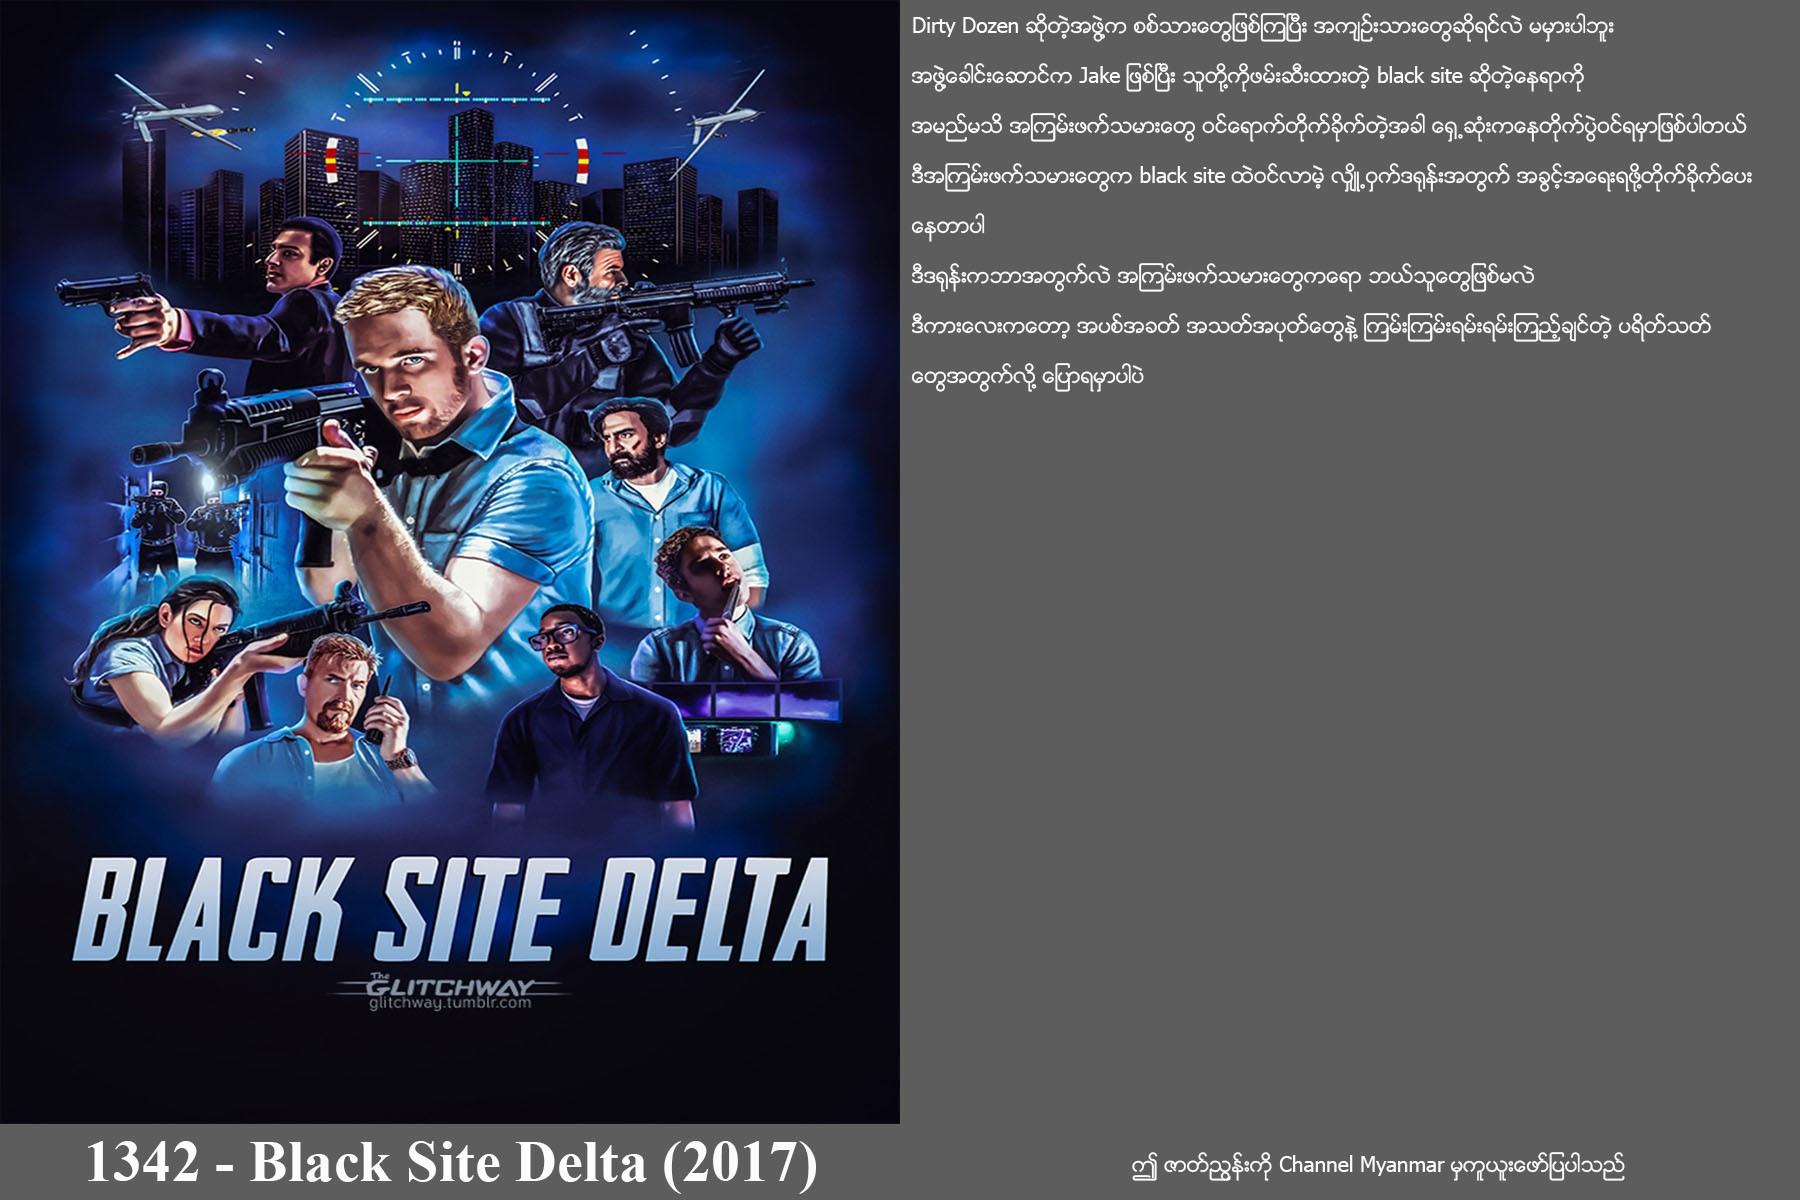 Dirty Dozen ဆိုတဲ့အဖွဲ့က စစ်သားတွေဖြစ်ကြပြီး အကျဉ်းသားတွေဆိုရင်လဲ မမှားပါဘူး
အဖွဲ့ခေါင်းဆောင်က Jake ဖြစ်ပြီး သူတို့ကိုဖမ်းဆီးထားတဲ့ black site ဆိုတဲ့နေရာကို
အမည်မသိ အကြမ်းဖက်သမားတွေ ဝင်ရောက်တိုက်ခိုက်တဲ့အခါ ရှေ့ဆုံးကနေတိုက်ပွဲဝင်ရမှာဖြစ်ပါတယ်
ဒီအကြမ်းဖက်သမားတွေက black site ထဲဝင်လာမဲ့ လျှို့ဝှက်ဒရုန်းအတွက် အခွင့်အရေးရဖို့တိုက်ခိုက်ပေး
နေတာပါ
ဒီဒရုန်းကဘာအတွက်လဲ အကြမ်းဖက်သမားတွေကရော ဘယ်သူတွေဖြစ်မလဲ
ဒီကားလေးကတော့ အပစ်အခတ် အသတ်အပုတ်တွေနဲ့ ကြမ်းကြမ်းရမ်းရမ်းကြည့်ချင်တဲ့ ပရိတ်သတ်
တွေအတွက်လို့ ပြောရမှာပါပဲ
BLACK SITE DELTA
The
GLITCHWAY
glitchway.tumblr.com
1342 - Black Site Delta (2017)
ဤ ဇာတ်ညွှန်းကို Channel Myanmar မှကူယူးဖော်ပြပါသည်